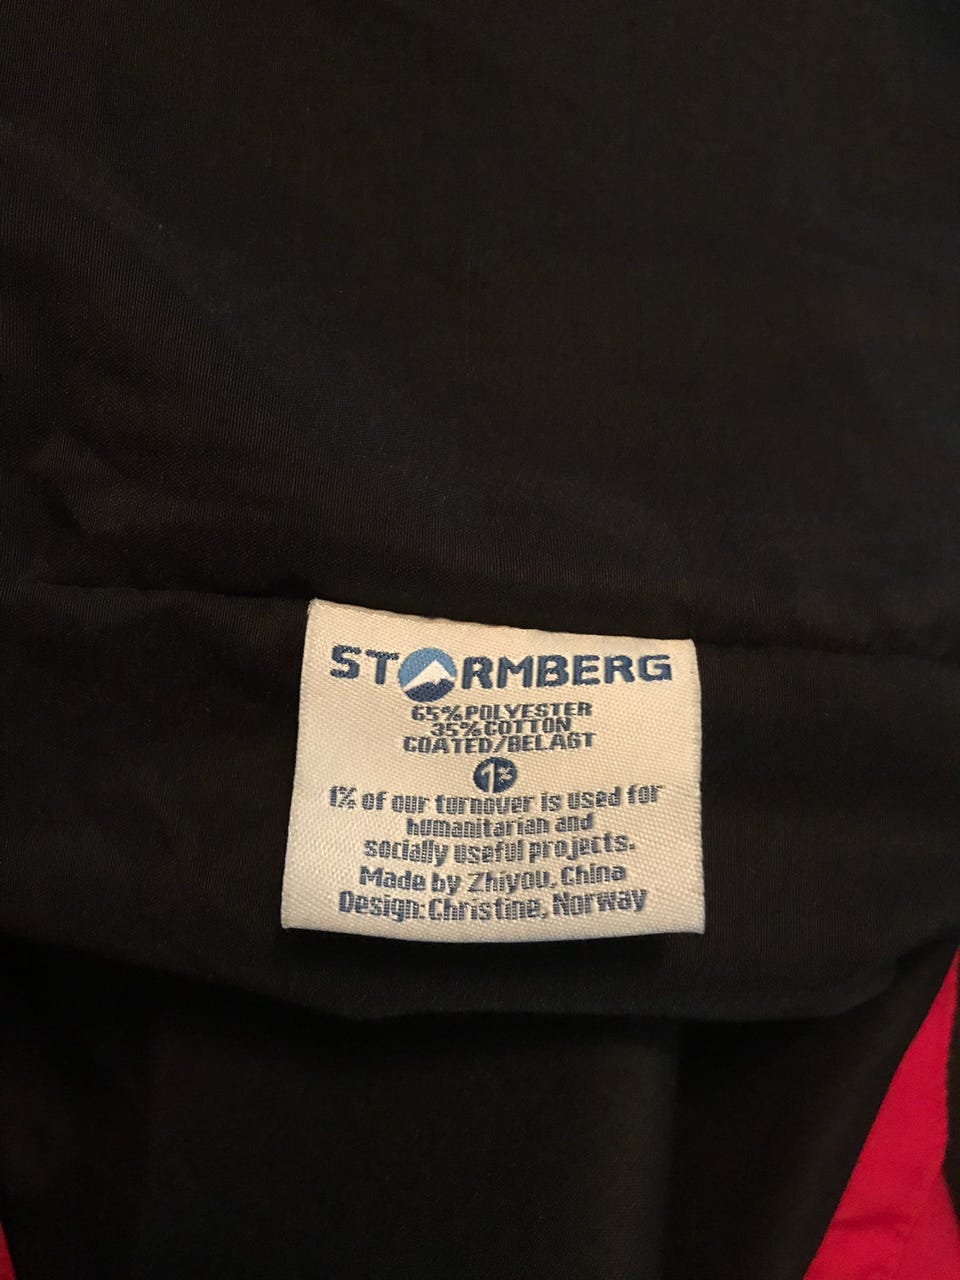 STORMBERG
65% POLYESTER
35% COTTON
COATED/BELAGT
1%
1% of our turnover is used for
humanitarian and
socially useful projects.
Made by Zhiyou, China
Design: Christine, Norway